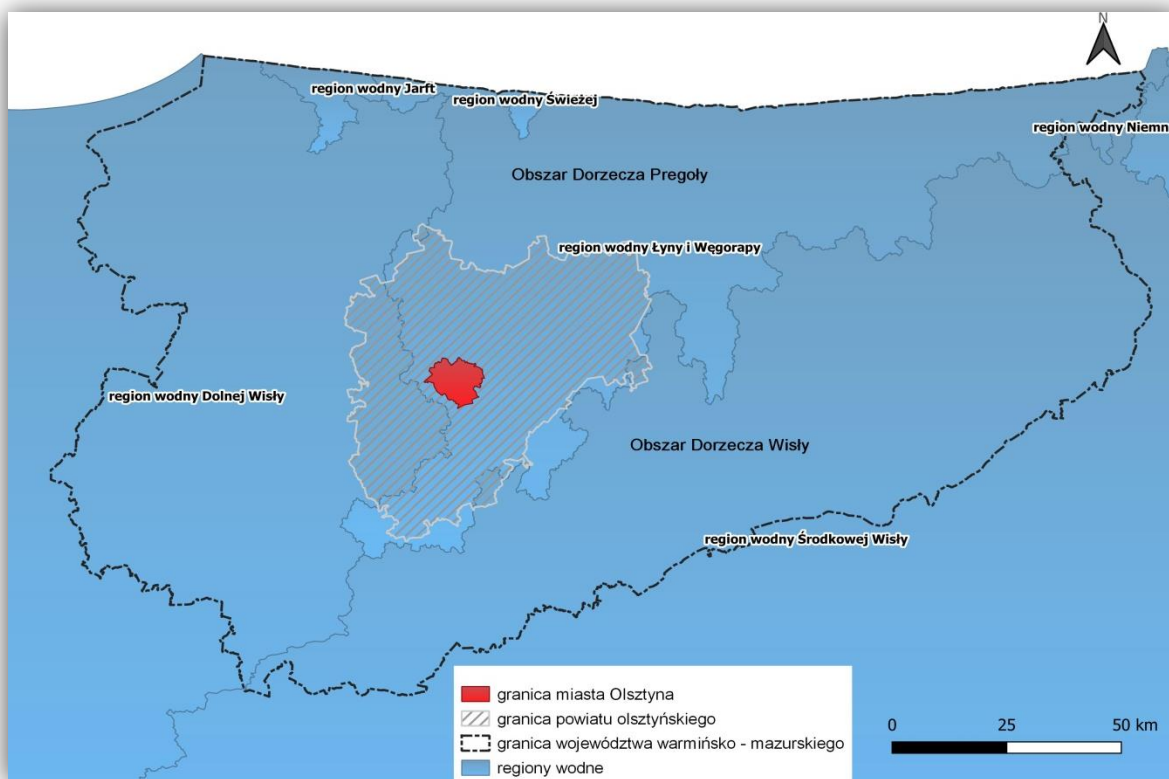 N
region wodny Jarft
region wodny Świeżej
region wodny Niemn
Obszar Dorzecza Pregoły
region wodny Łyny i Węgorapy
region wodny Dolnej Wisły
Obszar Dorzecza Wisły
region wodny Środkowej Wisły
granica miasta Olsztyna
granica powiatu olsztyńskiego
granica województwa warmińsko - mazurskiego
regiony wodne
0 25 50 km